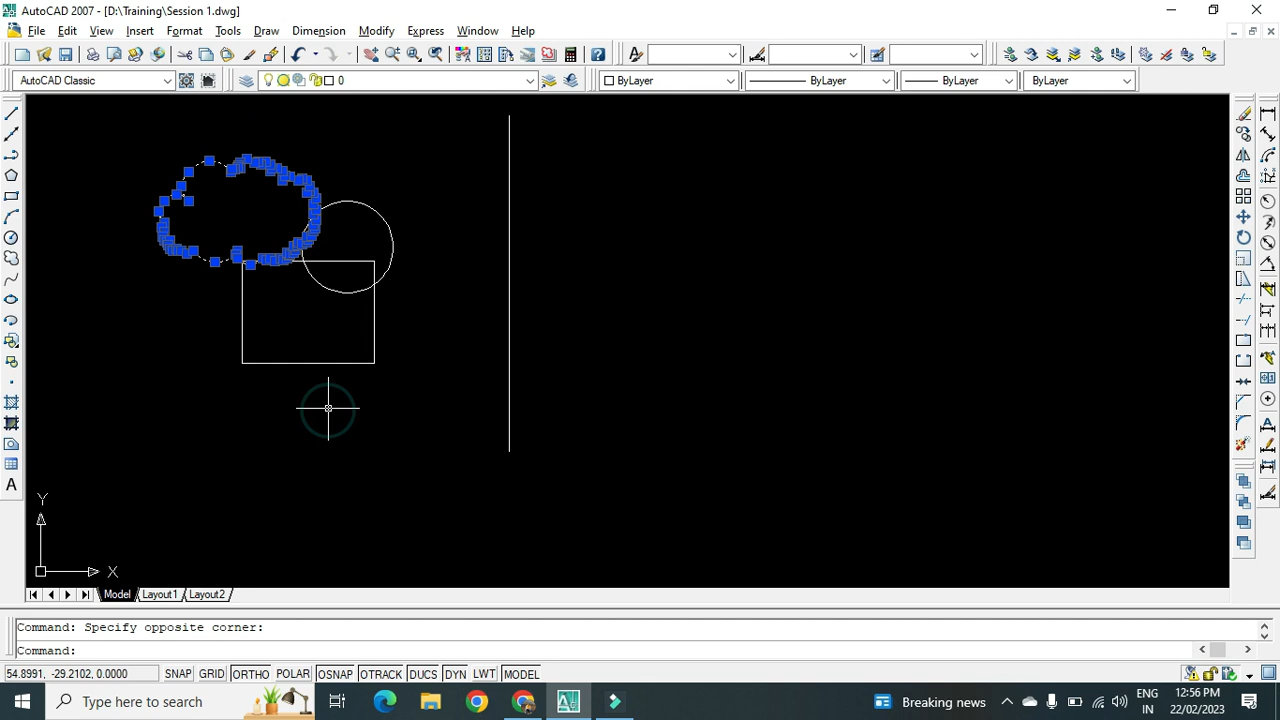 AutoCAD 2007 - [D:\Training\Session 1.dwg]
File Edit View Insert Format Tools Draw Dimension Modify Express Window Help
AutoCAD Classic 0 ByLayer ByLayer ByLayer ByLayer
Y
X
Model Layout1 Layout2
Command: Specify opposite corner:
Command:
54.8991, -29.2102, 0.0000 SNAP GRID ORTHO POLAR OSNAP OTRACK DUCS DYN LWT MODEL
Type here to search Breaking news ENG IN 12:56 PM 22/02/2023